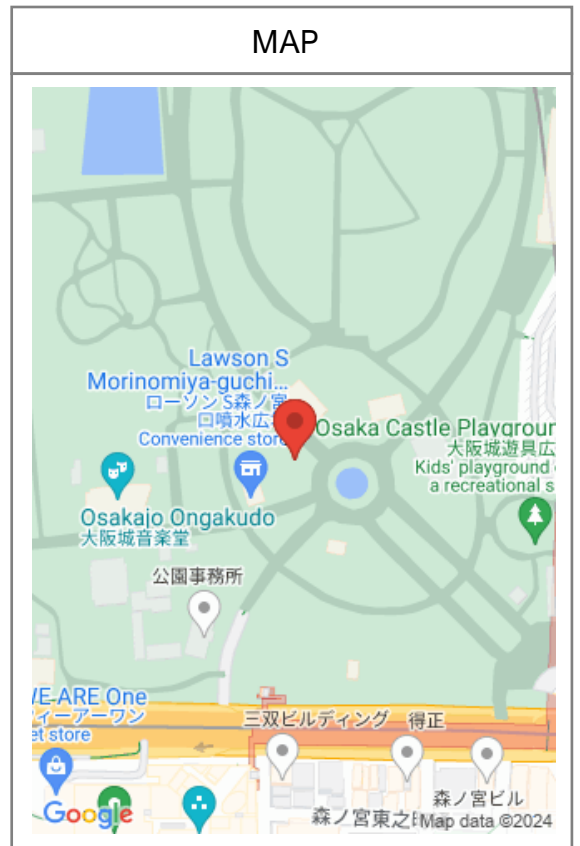 MAP
Lawson S
Morinomiya-guchi...
ローソン S森ノ宮
口噴水広
Convenience store
Osaka Castle Playgroun
大阪城遊具広
Kids' playground
a recreational s
Osakajo Ongakudo
大阪城音楽堂
公園事務所
WE ARE One
ィーアーワン
et store
三双ビルディング
得正
森ノ宮ビル
森ノ宮東之
Google
Map data ©2024